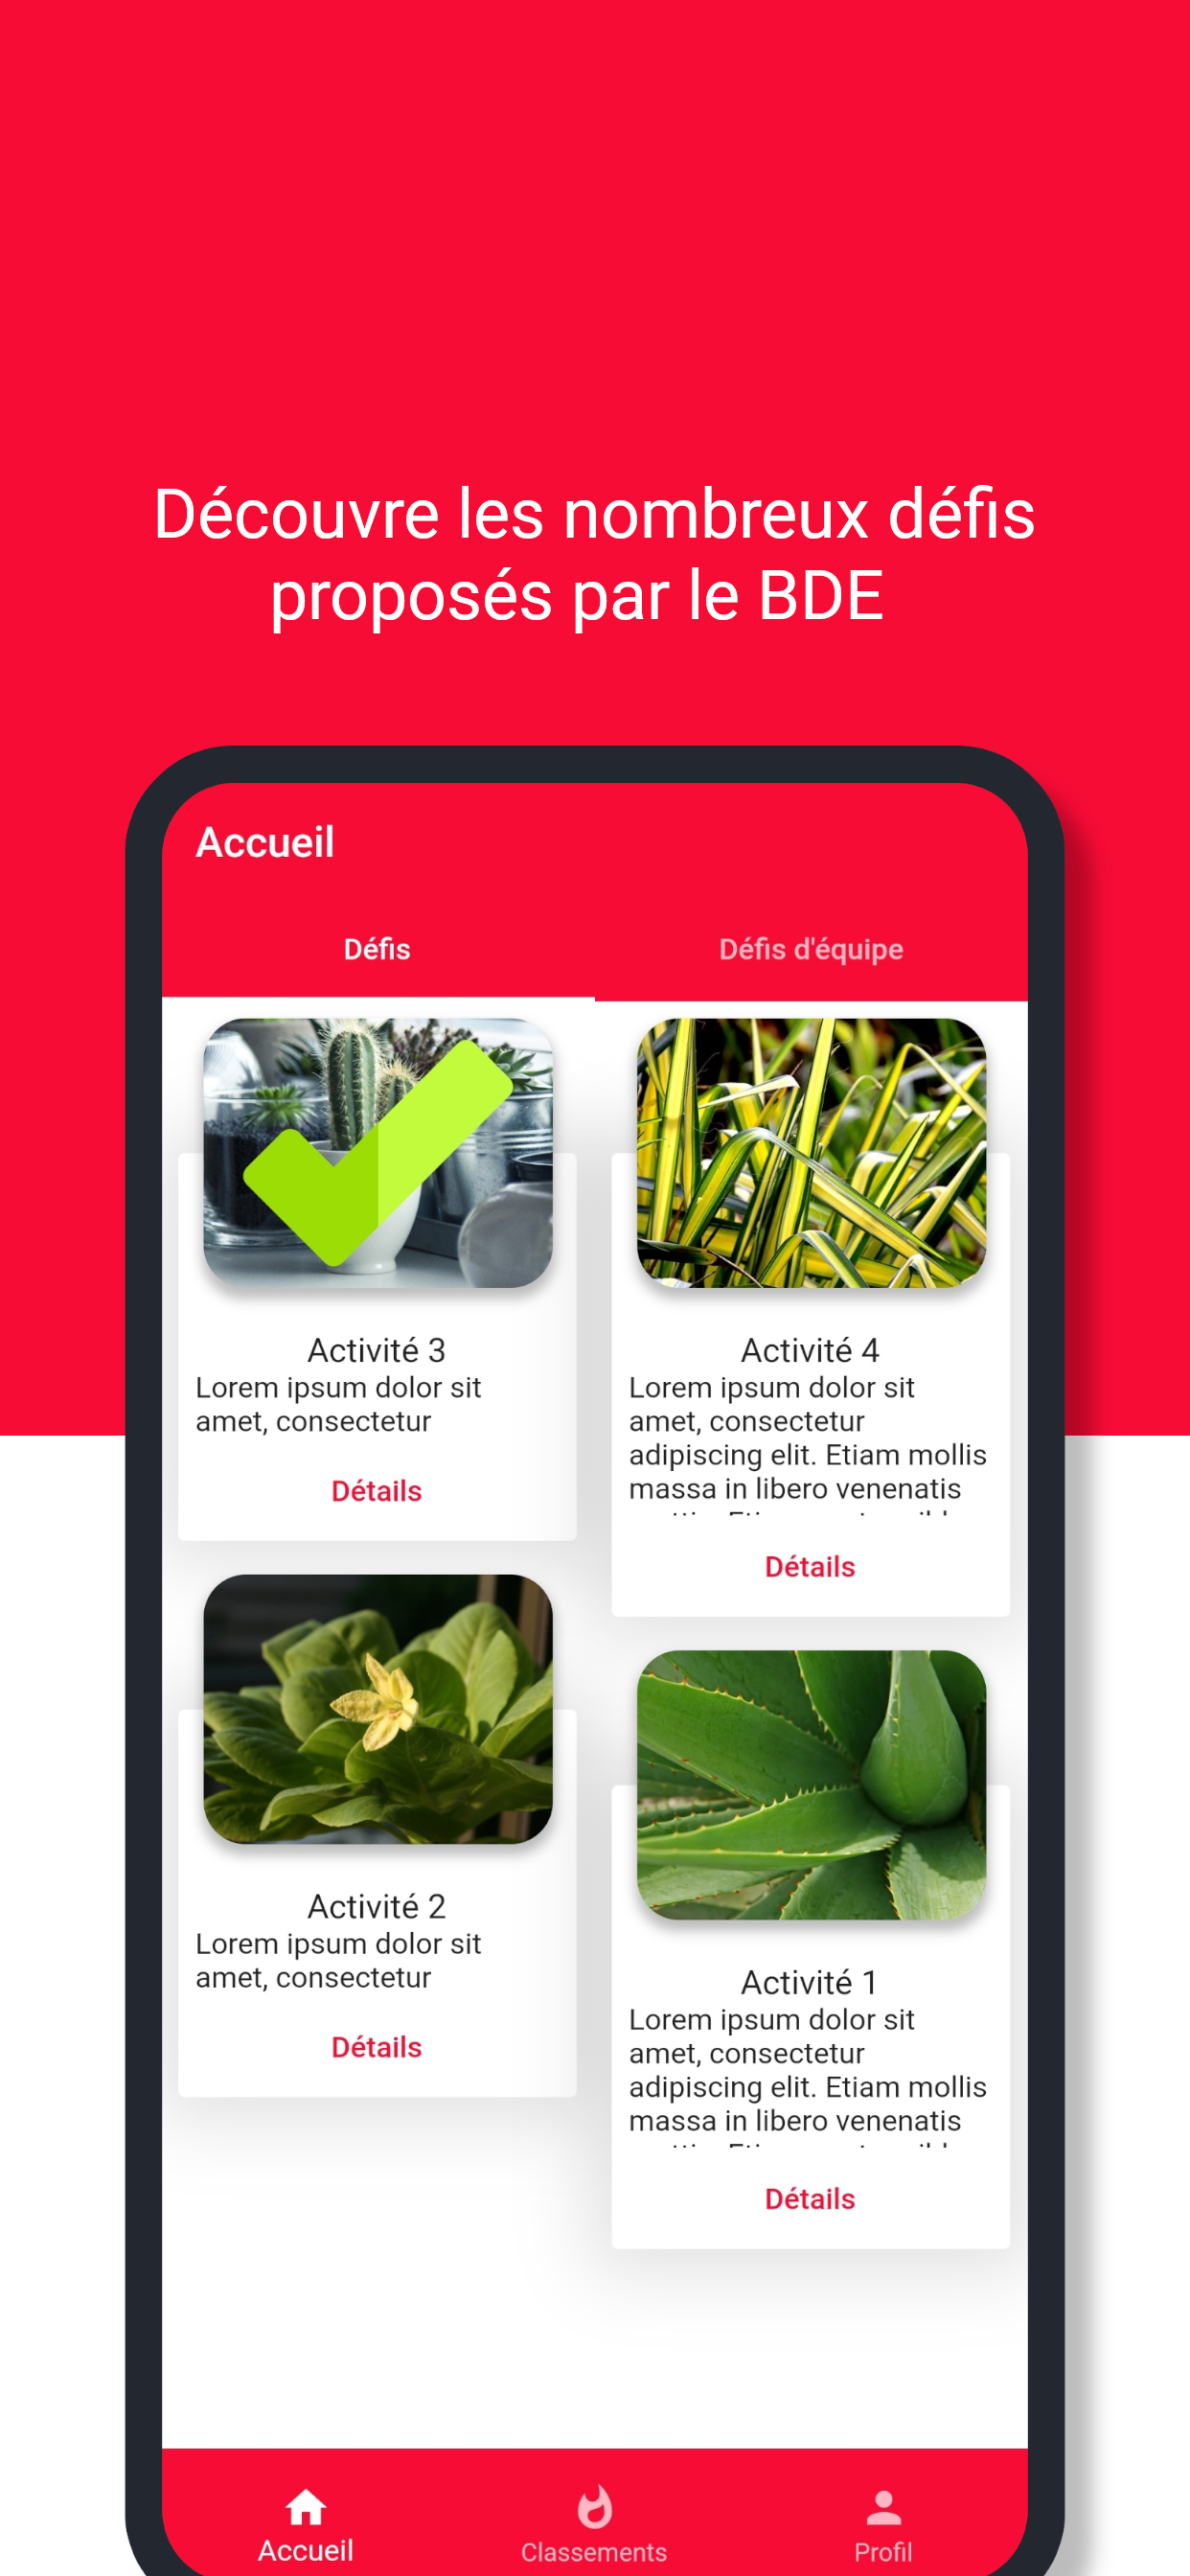 Découvre les nombreux défis
proposés par le BDE
Accueil
Défis
Défis d'équipe
Activité 3
Lorem ipsum dolor sit
amet, consectetur
Détails
Activité 4
Lorem ipsum dolor sit
amet, consectetur
adipiscing elit. Etiam mollis
massa in libero venenatis
Détails
Activité 2
Lorem ipsum dolor sit
amet, consectetur
Détails
Activité 1
Lorem ipsum dolor sit
amet, consectetur
adipiscing elit. Etiam mollis
massa in libero venenatis
Détails
Accueil
Classements
Profil